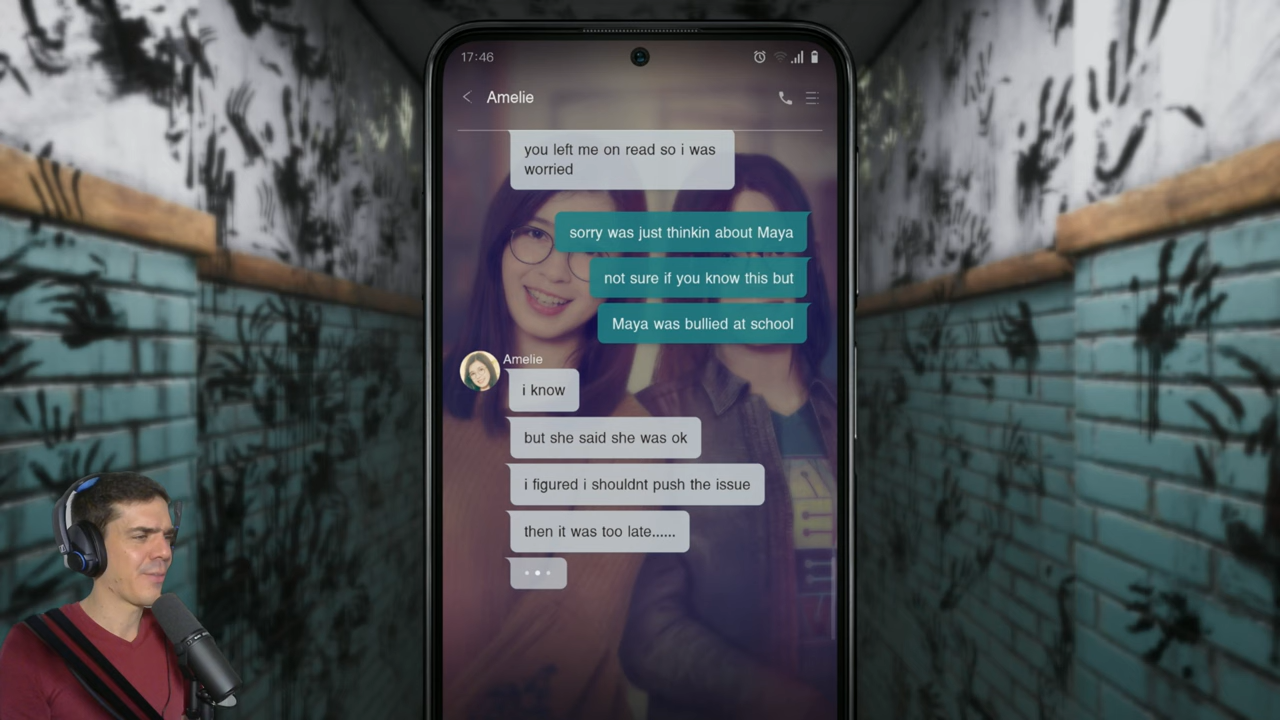 17:46
Amelie
you left me on read so i was
worried
sorry was just thinkin about Maya
not sure if you know this but
Maya was bullied at school
Amelie
i know
but she said she was ok
i figured i shouldnt push the issue
then it was too late......